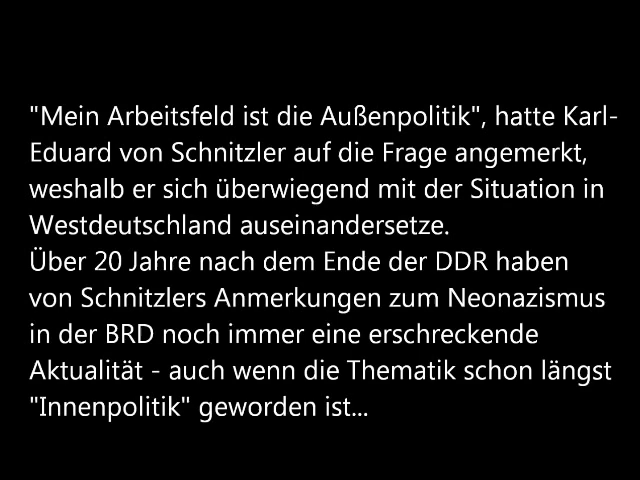 "Mein Arbeitsfeld ist die Außenpolitik", hatte Karl-
Eduard von Schnitzler auf die Frage angemerkt,
weshalb er sich überwiegend mit der Situation in
Westdeutschland auseinandersetze.
Über 20 Jahre nach dem Ende der DDR haben
von Schnitzlers Anmerkungen zum Neonazismus
in der BRD noch immer eine erschreckende
Aktualität - auch wenn die Thematik schon längst
"Innenpolitik" geworden ist...